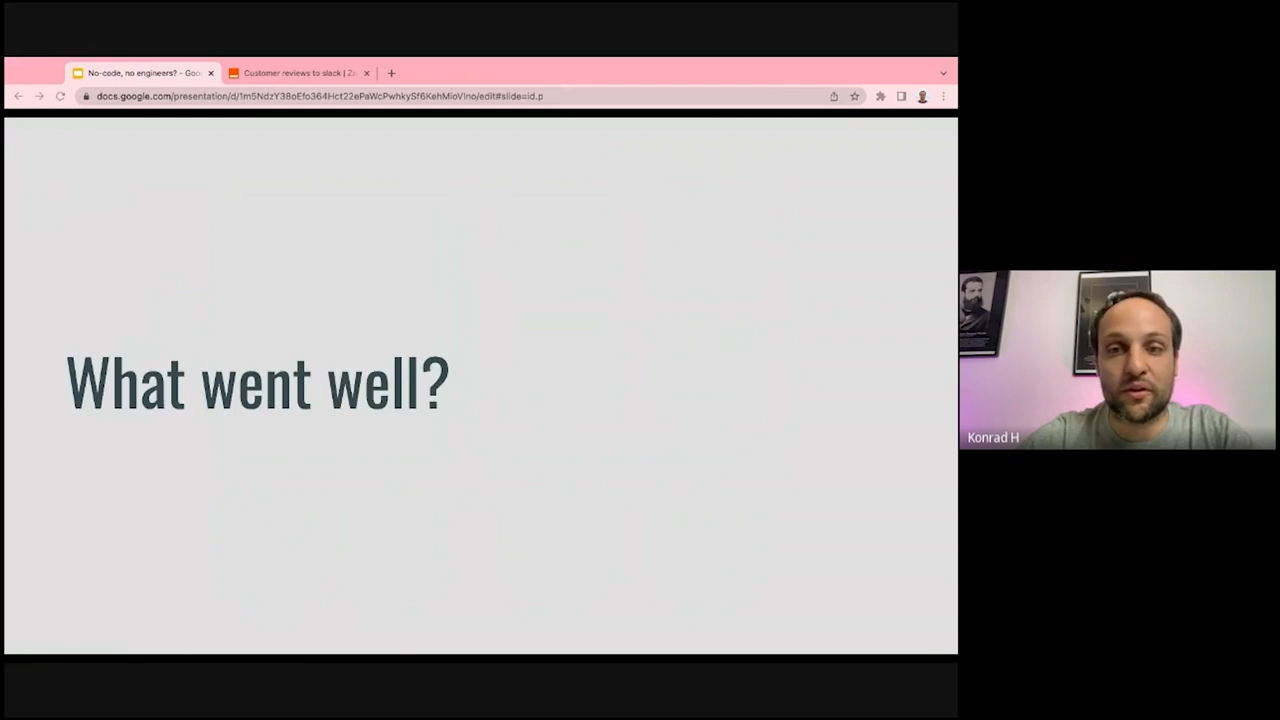 No-code, no engineers? - Goo
Customer reviews to slack | Za
docs.google.com/presentation/d/1m5NdzY38oEfo364Hct22ePaWcPwhkySf6KehMioVIno/edit#slide=id.p
What went well?
Konrad H